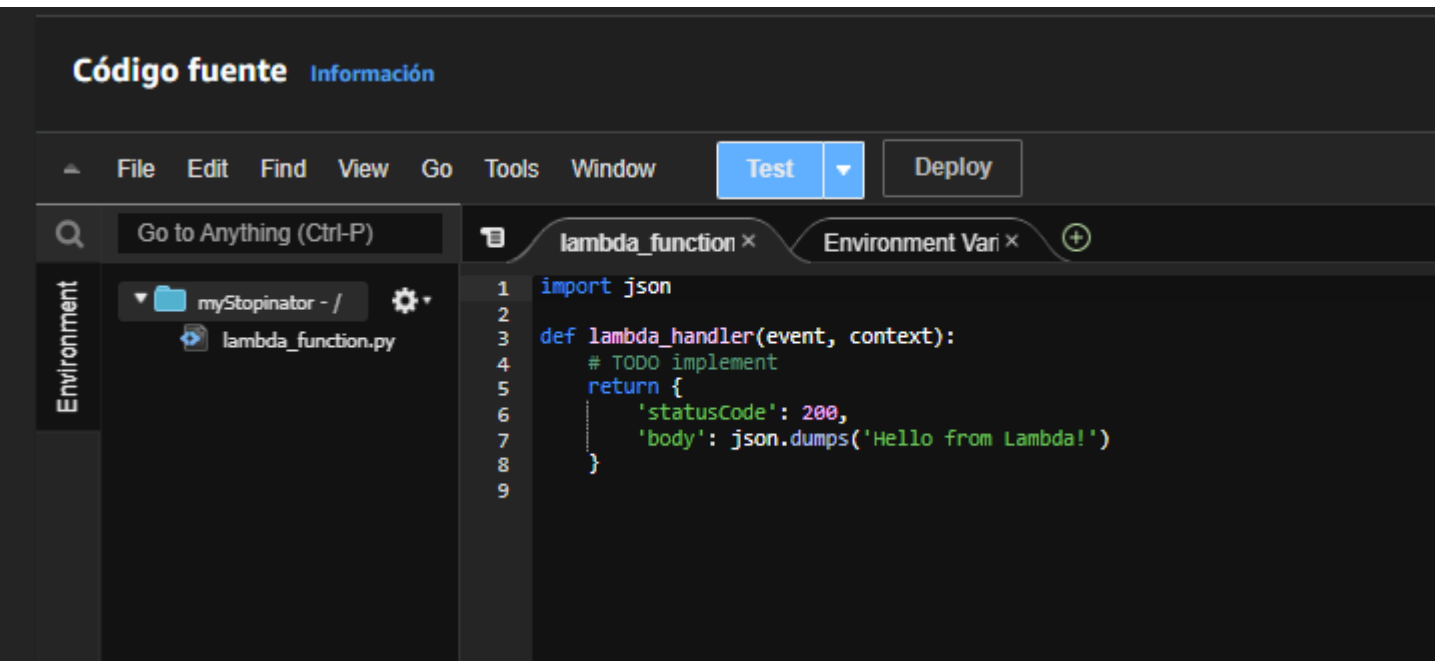 Código fuente Información
File Edit Find View Go Tools Window Test Deploy
Go to Anything (Ctrl-P)
lambda_function × Environment Vari ×
Environment
myStopinator - /
lambda_function.py
1 import json
2
3 def lambda_handler(event, context):
4 # TODO implement
5 return {
6 'statusCode': 200,
7 'body': json.dumps('Hello from Lambda!')
8 }
9